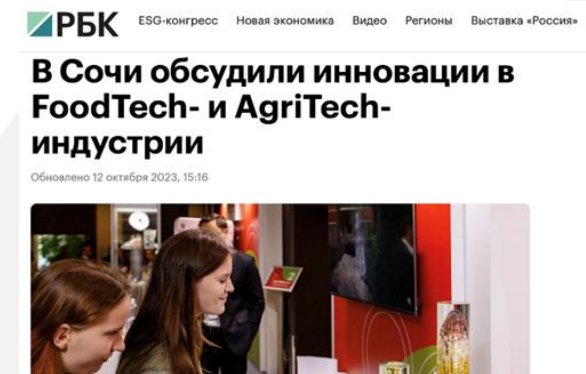 РБК
ESG-конгресс Новая экономика Видео Регионы Выставка «Россия»
В Сочи обсудили инновации в
FoodTech- и AgriTech-
индустрии
Обновлено 12 октября 2023, 15:16